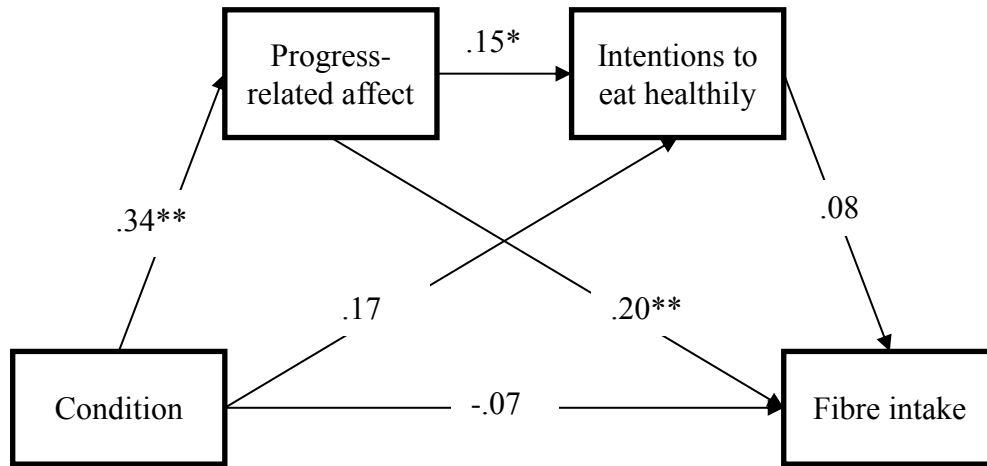 Progress-
related affect
.15*
Intentions to
eat healthily
.34**
.08
.17
.20**
Condition
-.07
Fibre intake